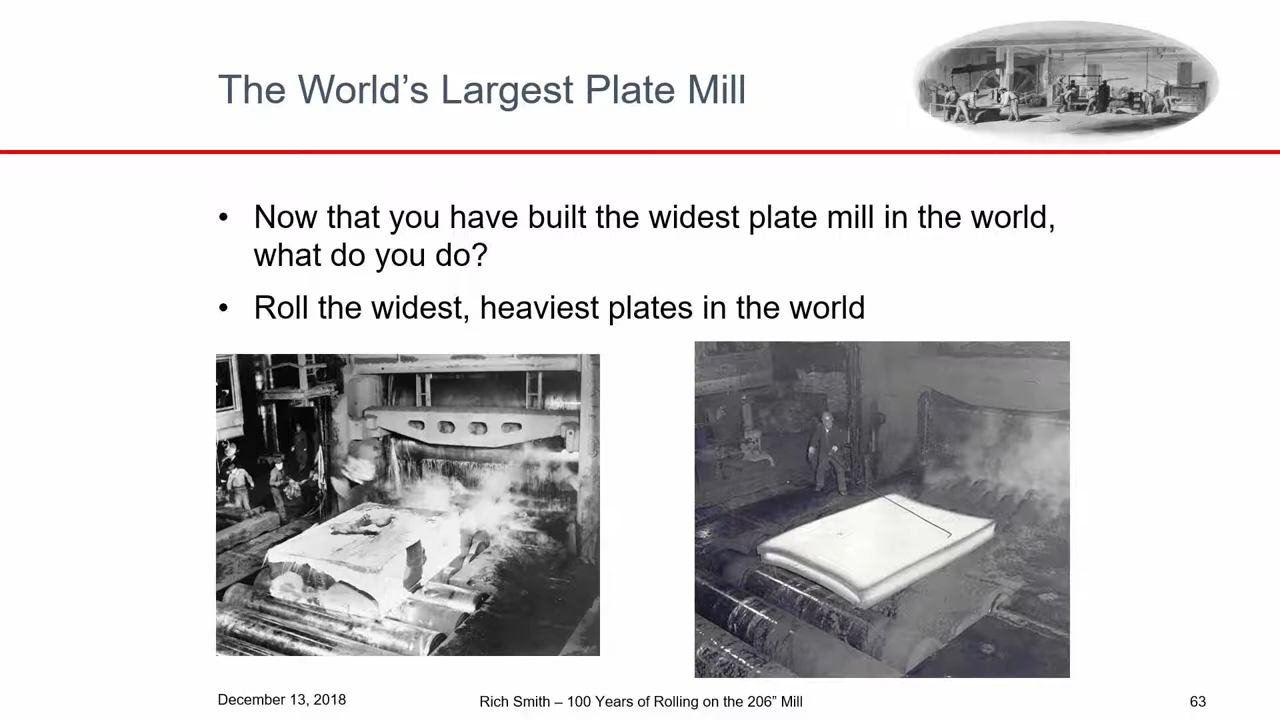 The World’s Largest Plate Mill
• Now that you have built the widest plate mill in the world,
what do you do?
• Roll the widest, heaviest plates in the world
December 13, 2018
Rich Smith – 100 Years of Rolling on the 206” Mill
63